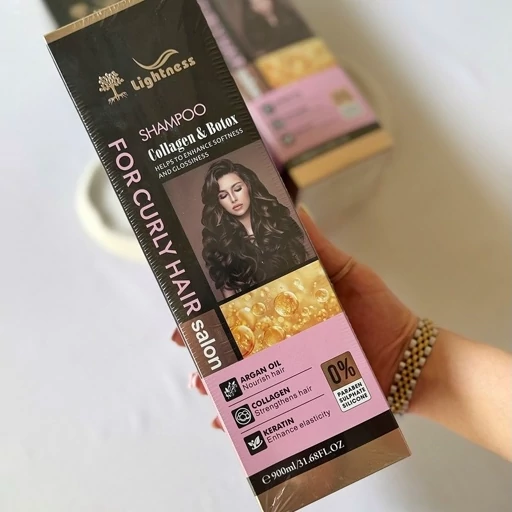 Lightness
SHAMPOO
Collagen & Botox
HELPS TO ENHANCE SOFTNESS
AND GLOSSINESS
FOR CURLY HAIR salon
ARGAN OIL
Nourish hair
COLLAGEN
Strengthens hair
KERATIN
Enhance elasticity
0%
PARABEN
SULPHATE
SILICONE
℮900ml/31.68FL.OZ